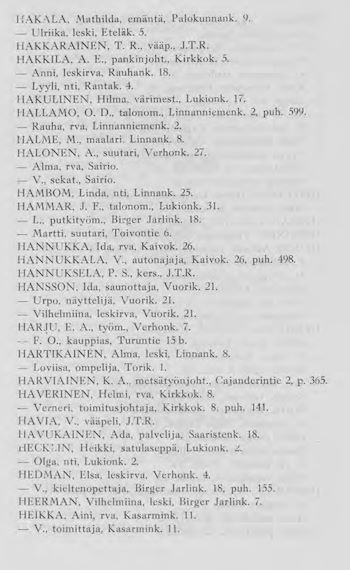 HAKALA, Mathilda, emäntä, Palokunnank. 9.
— Ulriika, leski, Eteläk. 5.
HAKKARAINEN, T. R., vääp., J.T.R.
HAKKILA, A. E., pankinjoht., Kirkkok. 5.
— Anni, leskirva, Rauhank. 18.
— Lyyli, nti, Rantak. 4.
HAKULINEN, Hilma, värimest., Lukionk. 17.
HALLAMO, O. D., talonom., Linnanniemenk. 2, puh. 599.
— Rauha, rva, Linnanniemenk. 2.
HALME, M., maalari. Linnank. 8.
HALONEN, A., suutari, Verhonk. 27.
— Alma, rva, Sairio.
— V., sekat., Sairio.
HAMBOM, Linda, nti, Linnank. 25.
HAMMAR, J. F., talonom., Lukionk. 31.
— L., putkityöm., Birger Jarlink. 18.
— Martti, suutari, Toivontie 6.
HANNUKKA, Ida, rva, Kaivok. 26.
HANNUKKALA, V., autonajaja, Kaivok. 26, puh. 498.
HANNUKSELA, P. S., kers., J.T.R.
HANSSON, Ida, saunottaja, Vuorik. 21.
— Urpo, näyttelijä, Vuorik. 21.
— Vilhelmiina, leskirva, Vuorik. 21.
HARJU, E. A., työm., Verhonk. 7.
— F. O., kauppias, Turuntie 15 b.
HARTIKAINEN, Alma, leski, Linnank. 8.
— Loviisa, ompelija, Torik. 1.
HARVIAINEN, K. A., metsätyönjoht., Cajanderintie 2, p. 365.
HAVERINEN, Helmi, rva, Kirkkok. 8.
— Verneri, toimitusjohtaja, Kirkkok. 8, puh. 141.
HAVIA, V., vääpeli, J.T.R.
HAVUKAINEN, Ada, palvelija, Saaristenk. 18.
HECKLIN, Heikki, satulaseppä, Lukionk. 2.
— Olga, nti, Lukionk. 2.
HEDMAN, Elsa, leskirva, Verhonk. 4.
— V., kieltenopettaja, Birger Jarlink. 18, puh. 155.
HEERMAN, Vilhelmiina, leski, Birger Jarlink. 7.
HEIKKA, Aini, rva, Kasarmink. 11.
— V., toimittaja, Kasarmink. 11.